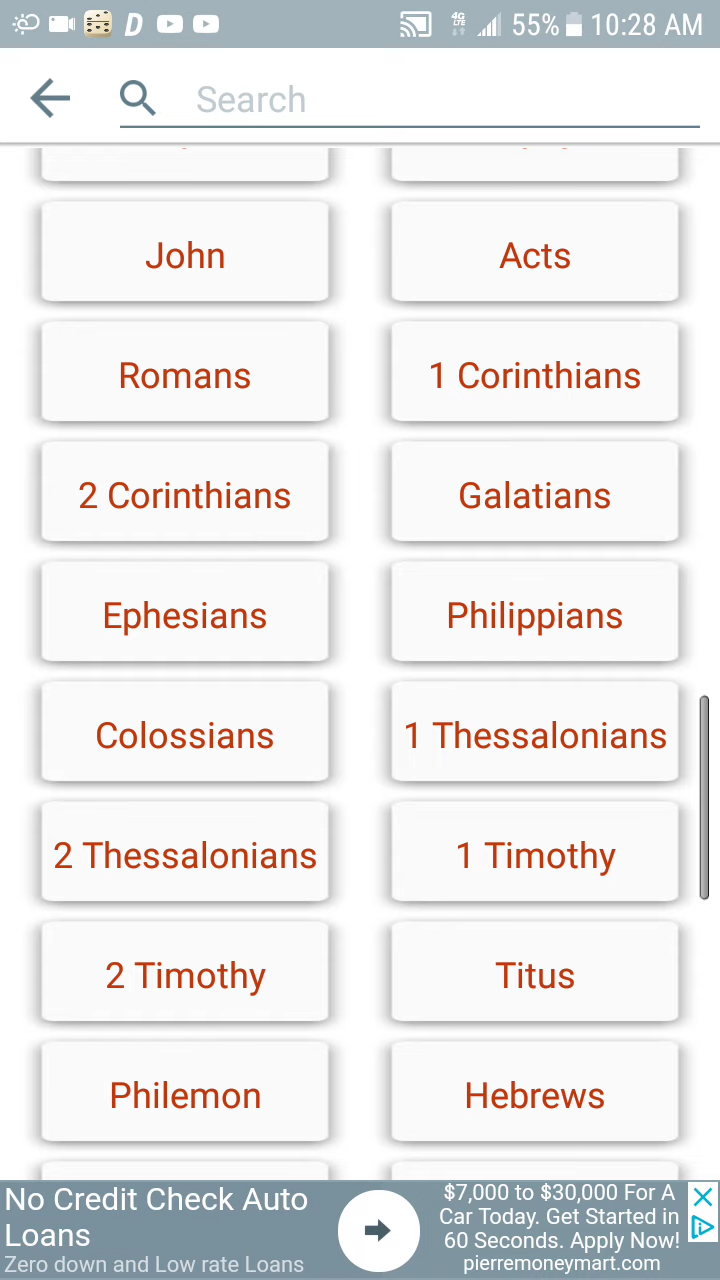 D
4G
LTE
55%
10:28 AM
Search
John
Acts
Romans
1 Corinthians
2 Corinthians
Galatians
Ephesians
Philippians
Colossians
1 Thessalonians
2 Thessalonians
1 Timothy
2 Timothy
Titus
Philemon
Hebrews
No Credit Check Auto
Loans
Zero down and Low rate Loans
$7,000 to $30,000 For A
Car Today. Get Started in
60 Seconds. Apply Now!
pierremoneymart.com